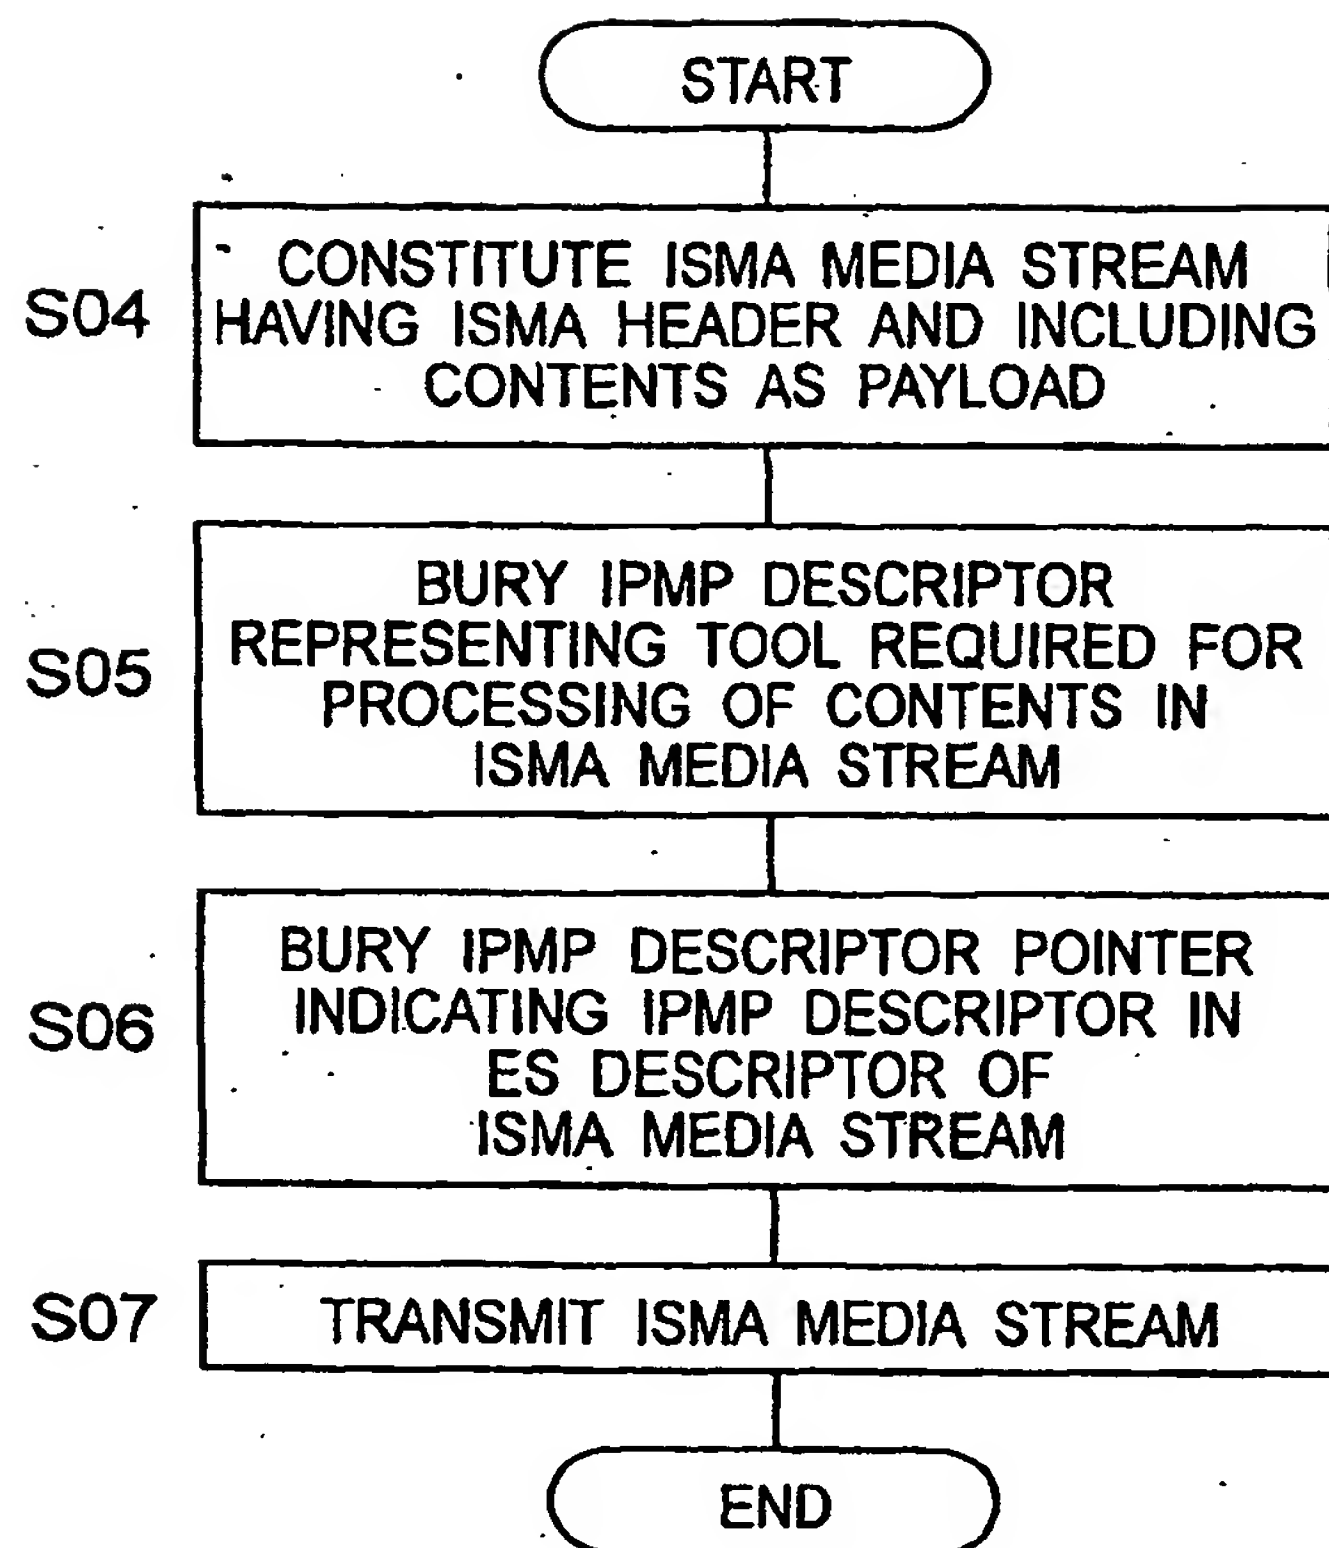 START
S04
CONSTITUTE ISMA MEDIA STREAM
HAVING ISMA HEADER AND INCLUDING
CONTENTS AS PAYLOAD
S05
BURY IPMP DESCRIPTOR
REPRESENTING TOOL REQUIRED FOR
PROCESSING OF CONTENTS IN
ISMA MEDIA STREAM
S06
BURY IPMP DESCRIPTOR POINTER
INDICATING IPMP DESCRIPTOR IN
ES DESCRIPTOR OF
ISMA MEDIA STREAM
S07
TRANSMIT ISMA MEDIA STREAM
END